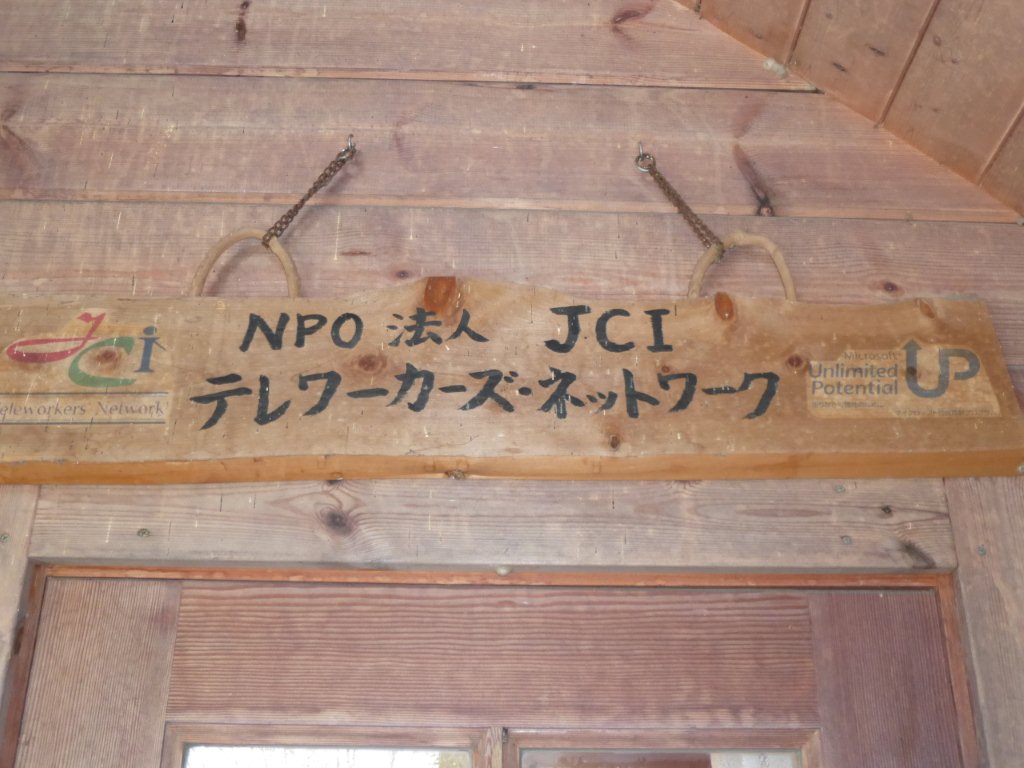 NPO 法人 JCI
テレワーカーズ・ネットワーク
JCi
eleworkers' Network
Microsoft
Unlimited
Potential
UP